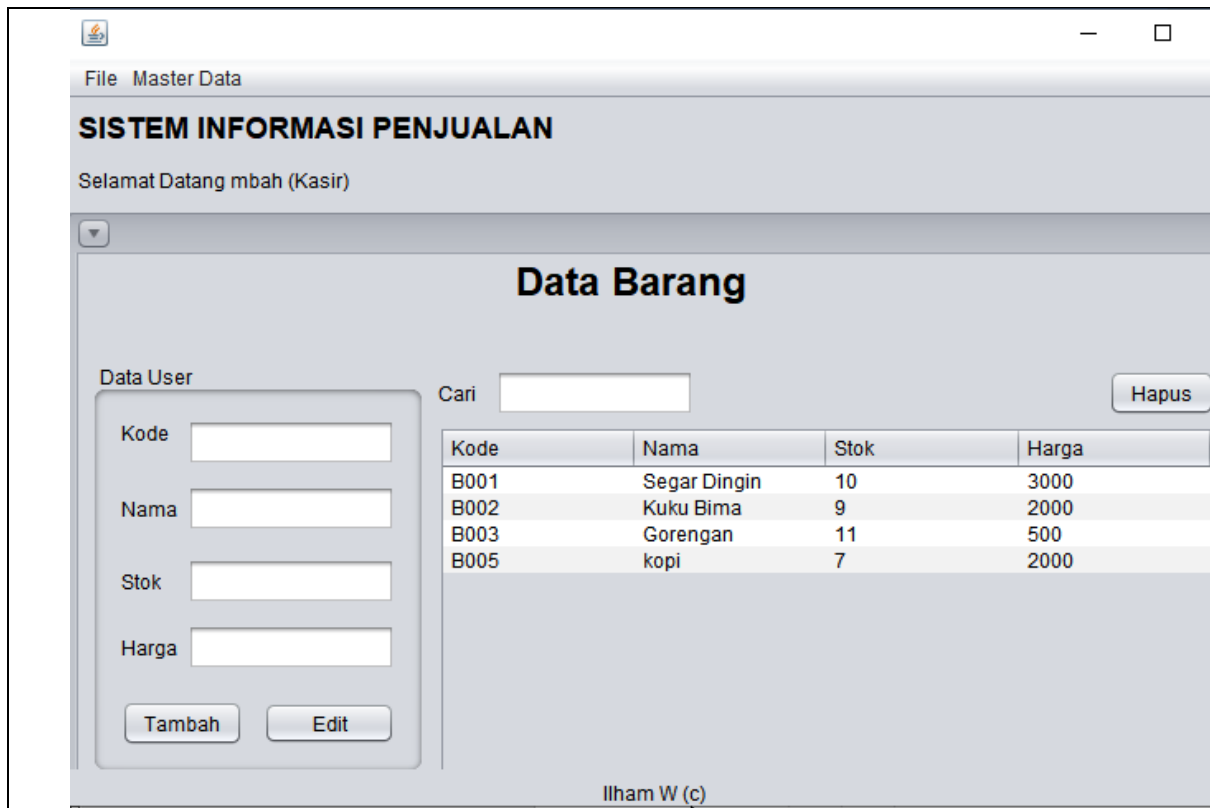 File Master Data
SISTEM INFORMASI PENJUALAN
Selamat Datang mbah (Kasir)
Data Barang
Data User
Kode
Nama
Stok
Harga
Tambah Edit
Cari Hapus
Kode Nama Stok Harga
B001 Segar Dingin 10 3000
B002 Kuku Bima 9 2000
B003 Gorengan 11 500
B005 kopi 7 2000
Ilham W (c)